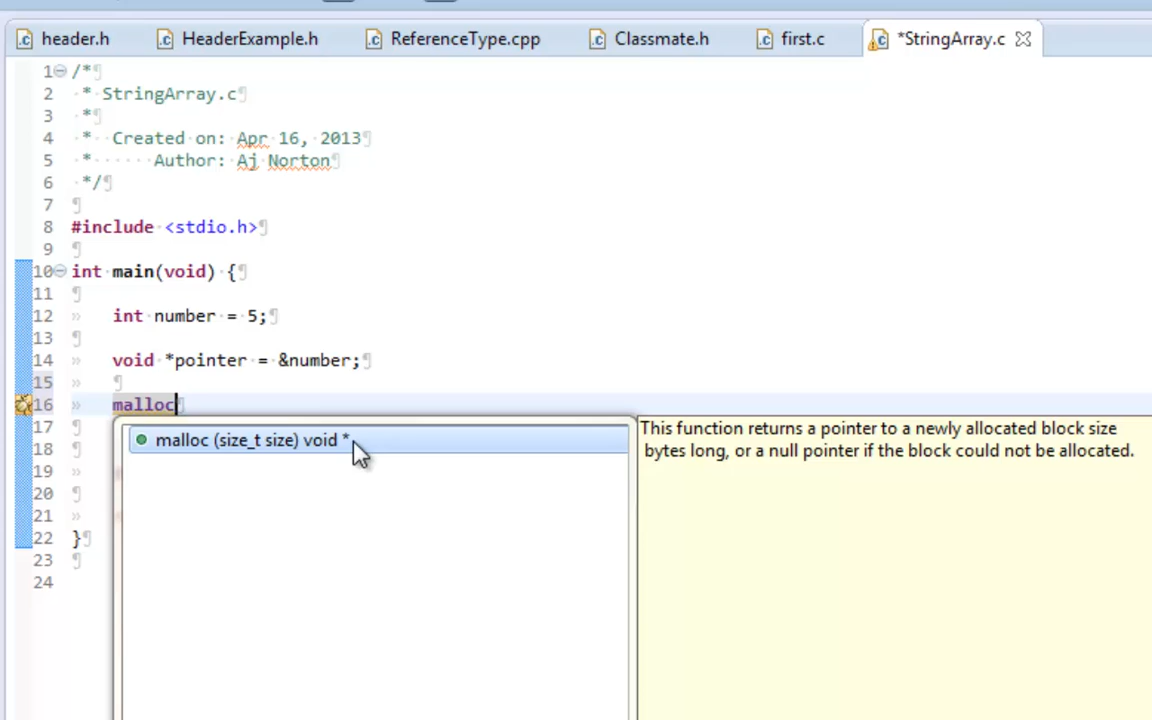 header.h HeaderExample.h ReferenceType.cpp Classmate.h first.c *StringArray.c
1 /*
2 * StringArray.c
3 *
4 * Created on: Apr 16, 2013
5 * Author: Aj Norton
6 */
7
8 #include <stdio.h>
9
10 int main(void) {
11
12 int number = 5;
13
14 void *pointer = &number;
15
16 malloc
17
malloc (size_t size) void *
This function returns a pointer to a newly allocated block size
bytes long, or a null pointer if the block could not be allocated.
18
19
20
21
22 }
23
24